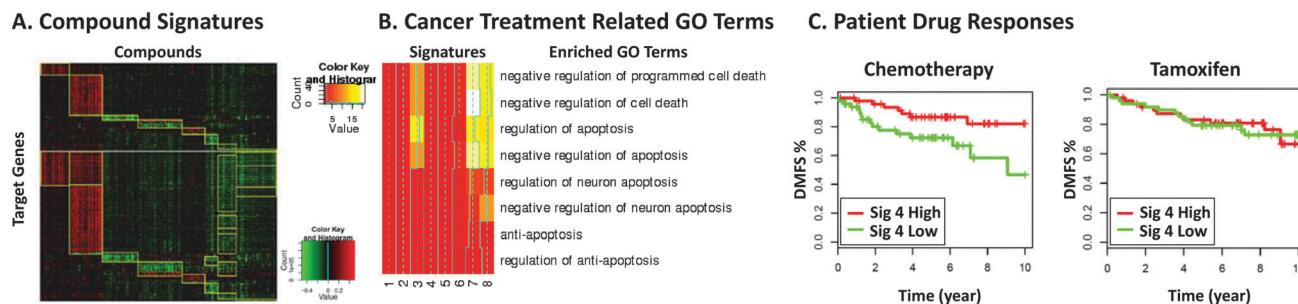 A. Compound Signatures
Compounds
Target Genes
Color Key
and Histogram
Count
0 40
5 15
Value
Color Key
and Histogram
Count
0 1e+05
-0.4 0 0.2
Value
B. Cancer Treatment Related GO Terms
Signatures
Enriched GO Terms
negative regulation of programmed cell death
negative regulation of cell death
regulation of apoptosis
negative regulation of apoptosis
regulation of neuron apoptosis
negative regulation of neuron apoptosis
anti-apoptosis
regulation of anti-apoptosis
1 2 3 4 5 6 7 8
C. Patient Drug Responses
Chemotherapy
DMFS %
1.0
0.8
0.6
0.4
0.2
0.0
Sig 4 High
Sig 4 Low
0 2 4 6 8 10
Time (year)
Tamoxifen
DMFS %
1.0
0.8
0.6
0.4
0.2
0.0
Sig 4 High
Sig 4 Low
0 2 4 6 8
Time (year)